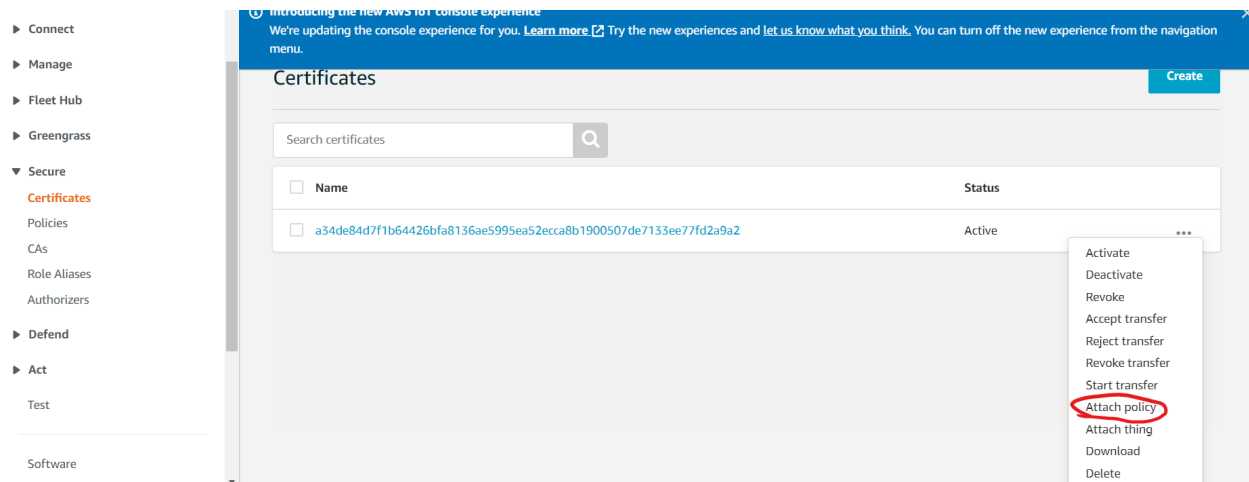 Connect
Manage
Fleet Hub
Greengrass
Secure
Certificates
Policies
CAs
Role Aliases
Authorizers
Defend
Act
Test
Software
Introducing the new AWS IoT console experience
We're updating the console experience for you. Learn more Try the new experiences and let us know what you think. You can turn off the new experience from the navigation
menu.
Certificates
Create
Search certificates
Name Status
a34de84d7f1b64426bfa8136ae5995ea52ecca8b1900507de7133ee77fd2a9a2 Active
Activate
Deactivate
Revoke
Accept transfer
Reject transfer
Revoke transfer
Start transfer
Attach policy
Attach thing
Download
Delete